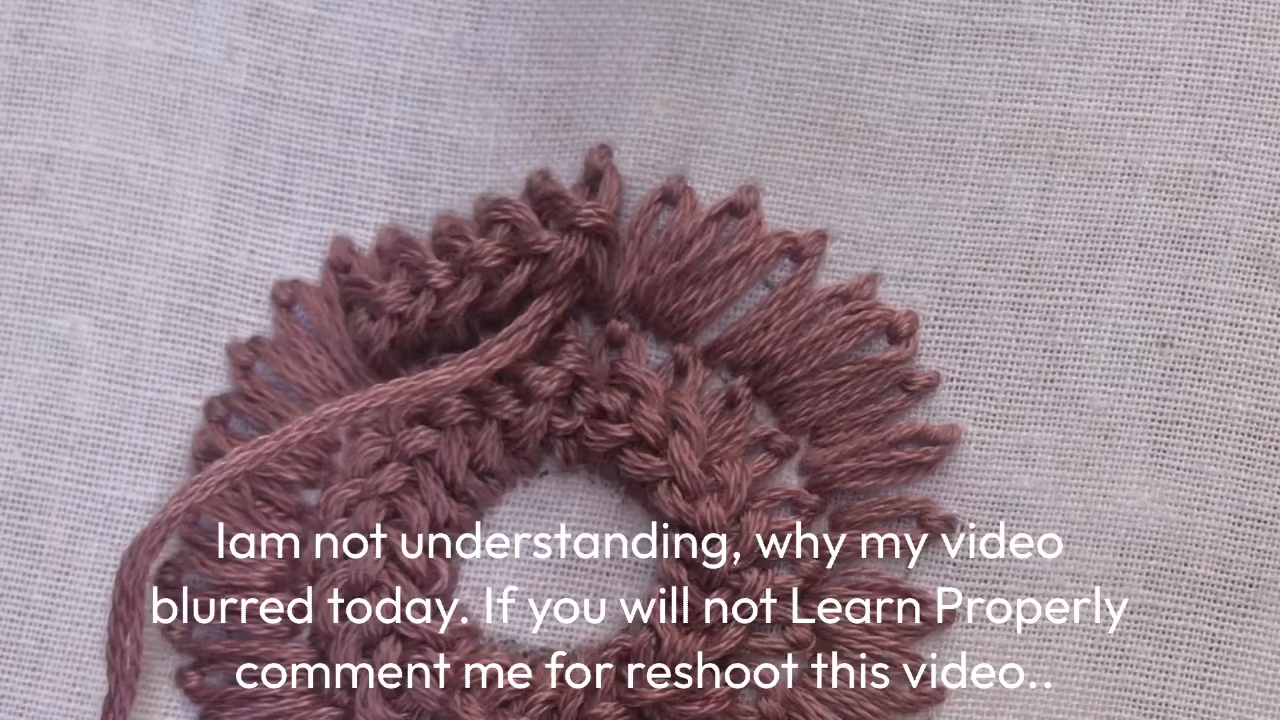 Iam not understanding, why my video
blurred today. If you will not Learn Properly
comment me for reshoot this video..